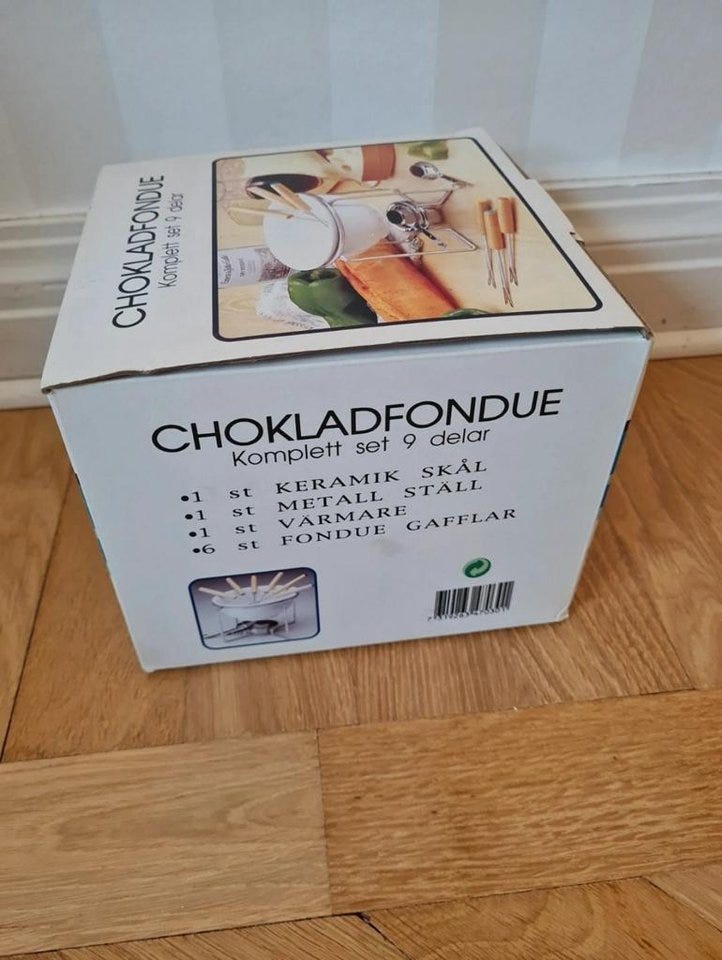 CHOKLADFONDUE
Komplett set 9 delar
CHOKLADFONDUE
Komplett set 9 delar
•1 st KERAMIK SKÅL
•1 st METALL STÄLL
•1 st VÄRMARE
•6 st FONDUE GAFFLAR